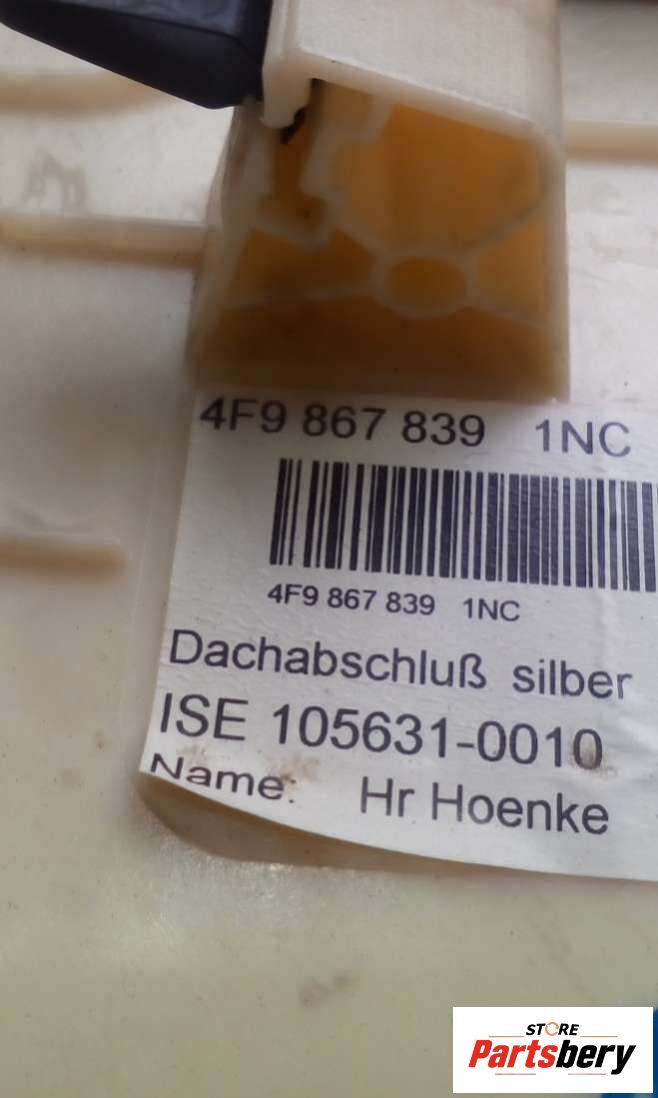 4F9 867 839 1NC
4F9 867 839 1NC
Dachabschluß silber
ISE 105631-0010
Name: Hr Hoenke
STORE
Partsbery